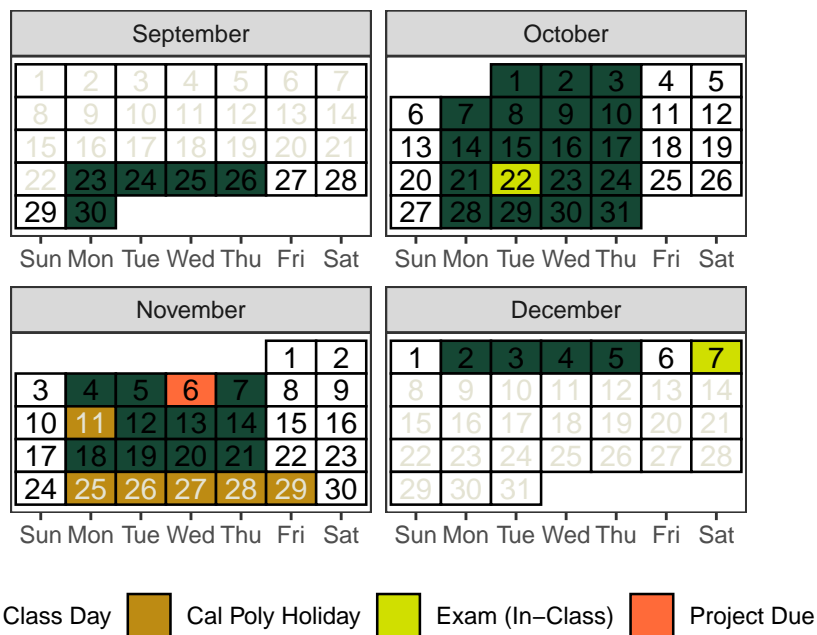 September October
1 2 3 4 5 6 7 1 2 3 4 5
8 9 10 11 12 13 14 6 7 8 9 10 11 12
15 16 17 18 19 20 21 13 14 15 16 17 18 19
22 23 24 25 26 27 28 20 21 22 23 24 25 26
29 30 27 28 29 30 31
Sun Mon Tue Wed Thu Fri Sat Sun Mon Tue Wed Thu Fri Sat
November December
1 2 1 2 3 4 5 6 7
3 4 5 6 7 8 9 8 9 10 11 12 13 14
10 11 12 13 14 15 16 15 16 17 18 19 20 21
17 18 19 20 21 22 23 22 23 24 25 26 27 28
24 25 26 27 28 29 30 29 30 31
Sun Mon Tue Wed Thu Fri Sat Sun Mon Tue Wed Thu Fri Sat
Class Day Cal Poly Holiday Exam (In−Class) Project Due